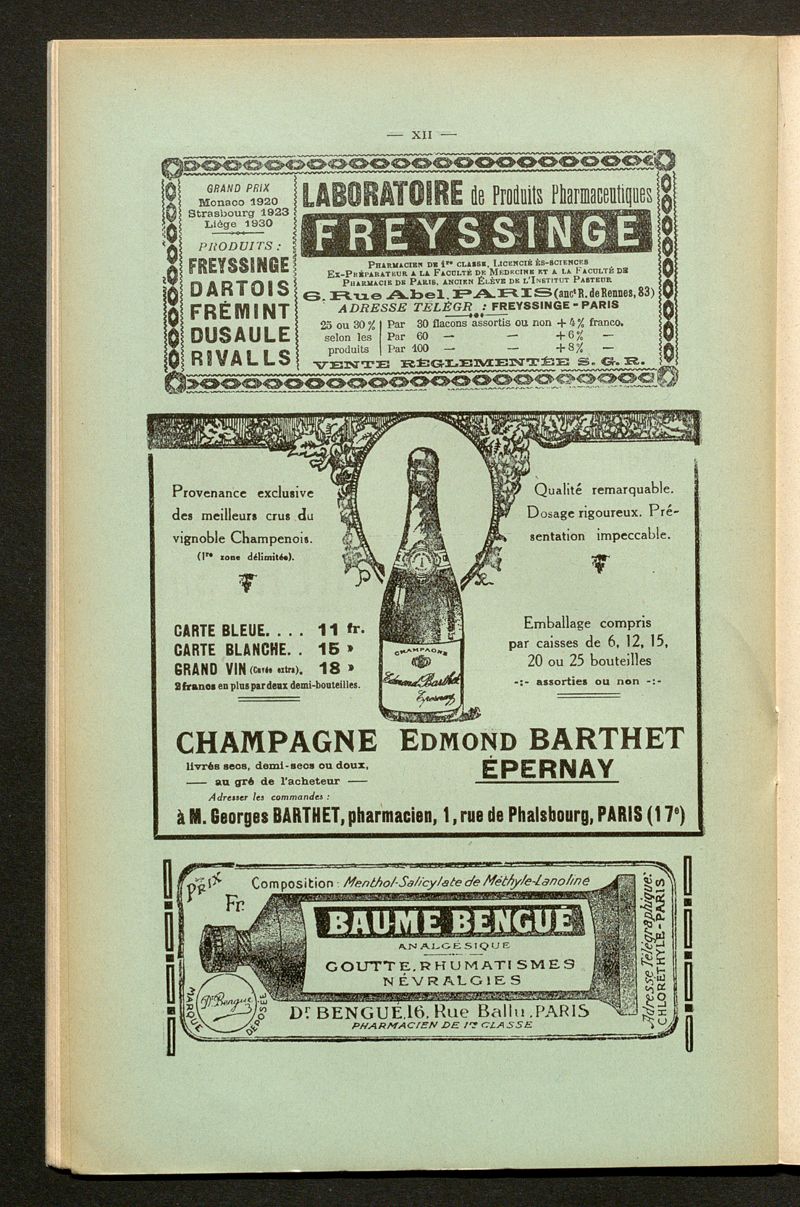 — XII —
GRAND PRIX
Monaco 1920
Strasbourg 1923
Liége 1930
PRODUITS :
FREYSSINGE
DARTOIS
FRÉMINT
DUSAULE
RIVALLS
LABORATOIRE de Produits Pharmaceutiques
FREYSSINGE
PHARMACIEN DE 1re CLASSE, LICENCIÉ ÈS-SCIENCES
EX-PRÉPARATEUR A LA FACULTÉ DE MÉDECINE ET A LA FACULTÉ DE
PHARMACIE DE PARIS, ANCIEN ÉLÈVE DE L'INSTITUT PASTEUR
6, Rue Abel, PARIS (anct R. de Rennes, 83)
ADRESSE TÉLÉGR : FREYSSINGE - PARIS
25 ou 30 % Par 30 flacons assortis ou non + 4 % franco.
selon les Par 60 — — + 6 % —
produits Par 100 — — + 8 % —
VENTE RÈGLEMENTÉE S. G. R.
Provenance exclusive
des meilleurs crus du
vignoble Champenois.
(1re zone délimitée).
Qualité remarquable.
Dosage rigoureux. Pré-
sentation impeccable.
CARTE BLEUE. . . . 11 fr.
CARTE BLANCHE. . 15 »
GRAND VIN (Cuvée extra). 18 »
2 francs en plus par deux demi-bouteilles.
Emballage compris
par caisses de 6, 12, 15,
20 ou 25 bouteilles
-:- assorties ou non -:-
CHAMPAGNE
Edmond Barthet
Epernay
CHAMPAGNE EDMOND BARTHET
livrés secs, demi-secs ou doux,
— au gré de l'acheteur —
ÉPERNAY
Adresser les commandes :
à M. Georges BARTHET, pharmacien, 1, rue de Phalsbourg, PARIS (17e)
PRIX
Fr.
Composition : Menthol-Salicylate de Méthyle-Lanoline
BAUME BENGUÉ
ANALGÉSIQUE
GOUTTE, RHUMATISMES
NÉVRALGIES
Dr Bengué
MARQUE DÉPOSÉE
Dr BENGUÉ, 16, Rue Ballu, PARIS
PHARMACIEN DE 1re CLASSE
Adresse Télégraphique:
CHLORÉTHYLE-PARIS